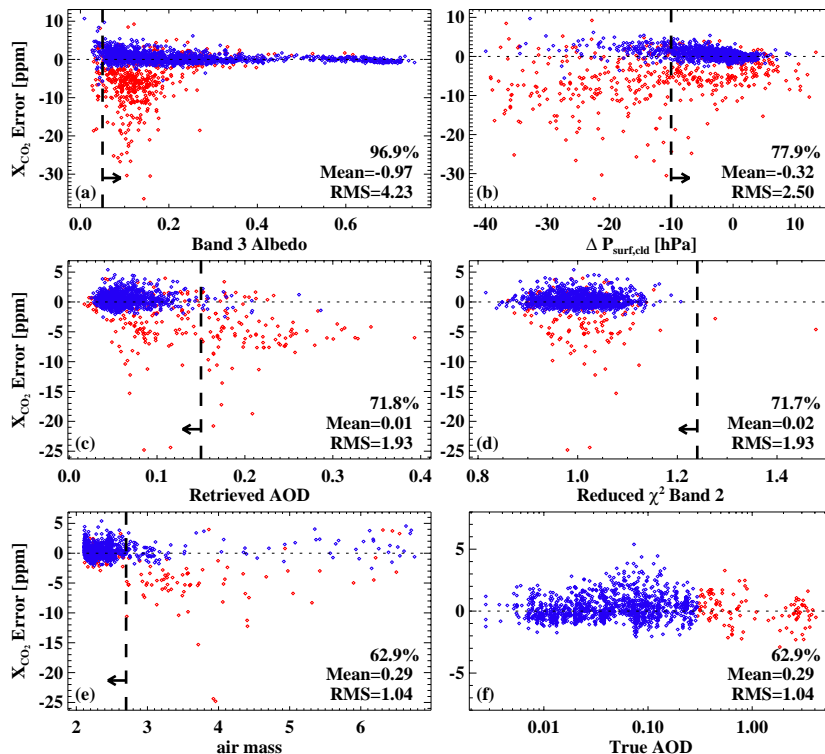 X_CO2 Error [ppm]
10
0
-10
-20
-30
(a)
96.9%
Mean=-0.97
RMS=4.23
0.0 0.2 0.4 0.6
Band 3 Albedo
10
0
-10
-20
-30
(b)
77.9%
Mean=-0.32
RMS=2.50
-40 -30 -20 -10 0 10
Δ P_surf,cld [hPa]
X_CO2 Error [ppm]
5
0
-5
-10
-15
-20
-25
(c)
71.8%
Mean=0.01
RMS=1.93
0.0 0.1 0.2 0.3 0.4
Retrieved AOD
5
0
-5
-10
-15
-20
-25
(d)
71.7%
Mean=0.02
RMS=1.93
0.8 1.0 1.2 1.4
Reduced χ² Band 2
X_CO2 Error [ppm]
5
0
-5
-10
-15
-20
-25
(e)
62.9%
Mean=0.29
RMS=1.04
2 3 4 5 6
air mass
5
0
-5
(f)
62.9%
Mean=0.29
RMS=1.04
0.01 0.10 1.00
True AOD